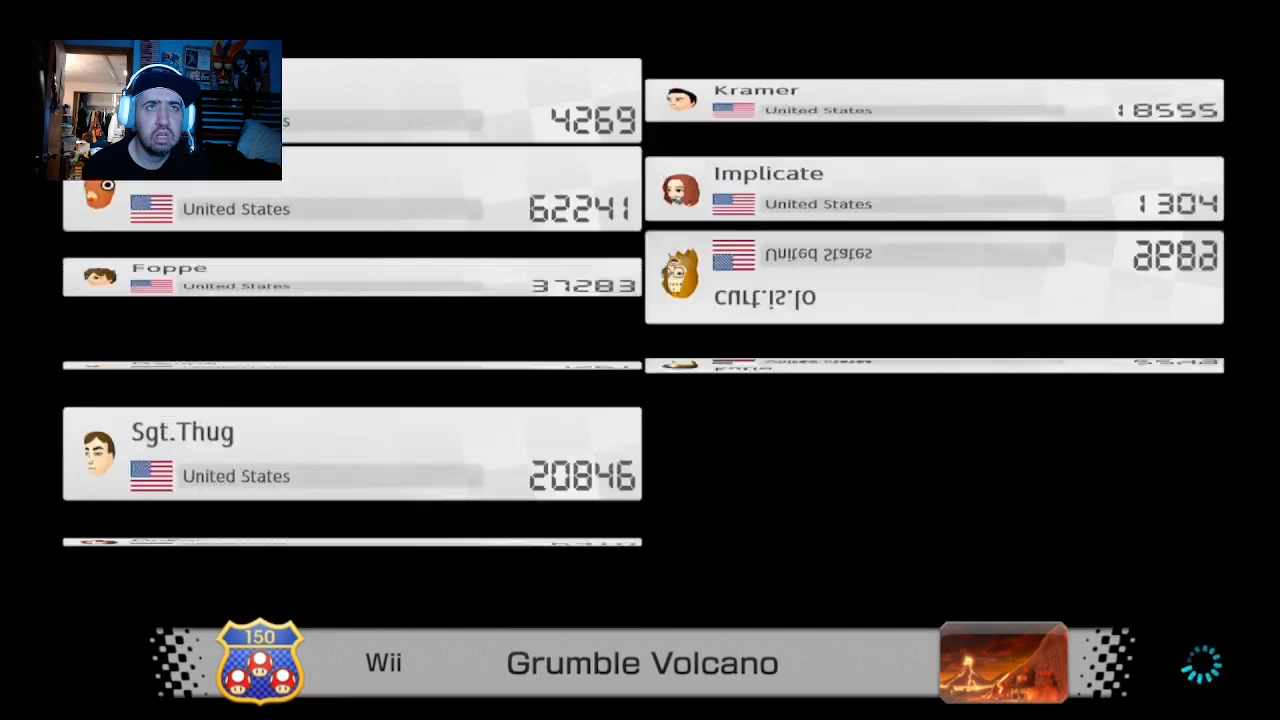 s
4269
United States
62241
Foppe
United States
37283
Sgt.Thug
United States
20846
Kramer
United States
18555
Implicate
United States
1304
United States
curt.is.lo
150
Wii
Grumble Volcano